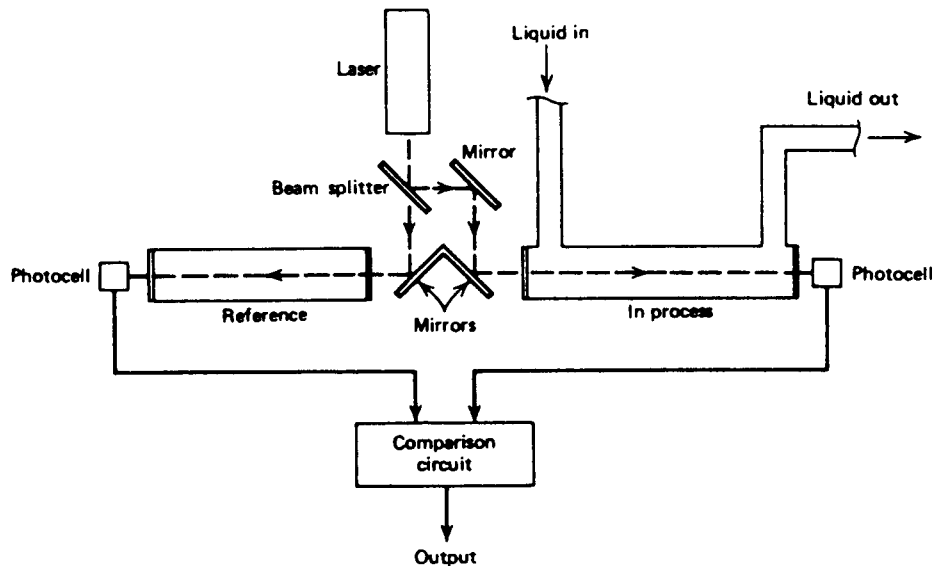 Liquid in
Laser
Liquid out
Mirror
Beam splitter
Photocell
Photocell
Reference
Mirrors
In process
Comparison
circuit
Output